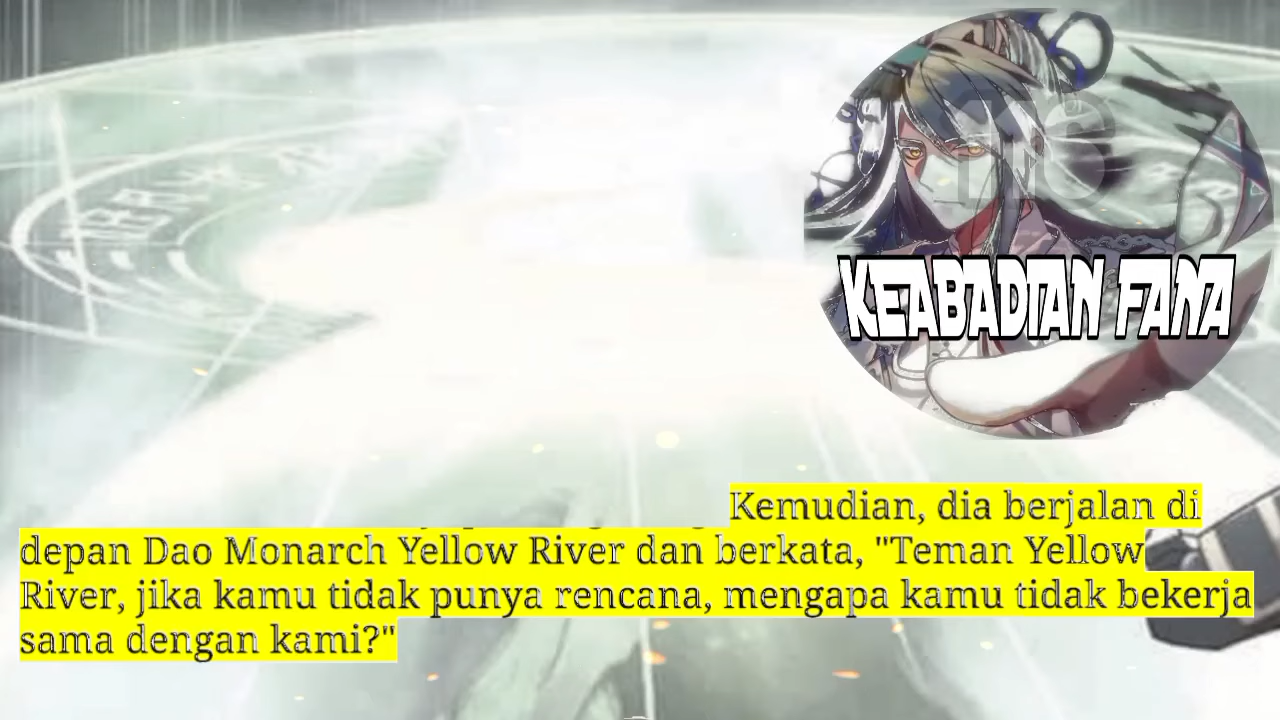 KEABADIAN FANA
Kemudian, dia berjalan di
depan Dao Monarch Yellow River dan berkata, "Teman Yellow
River, jika kamu tidak punya rencana, mengapa kamu tidak bekerja
sama dengan kami?"